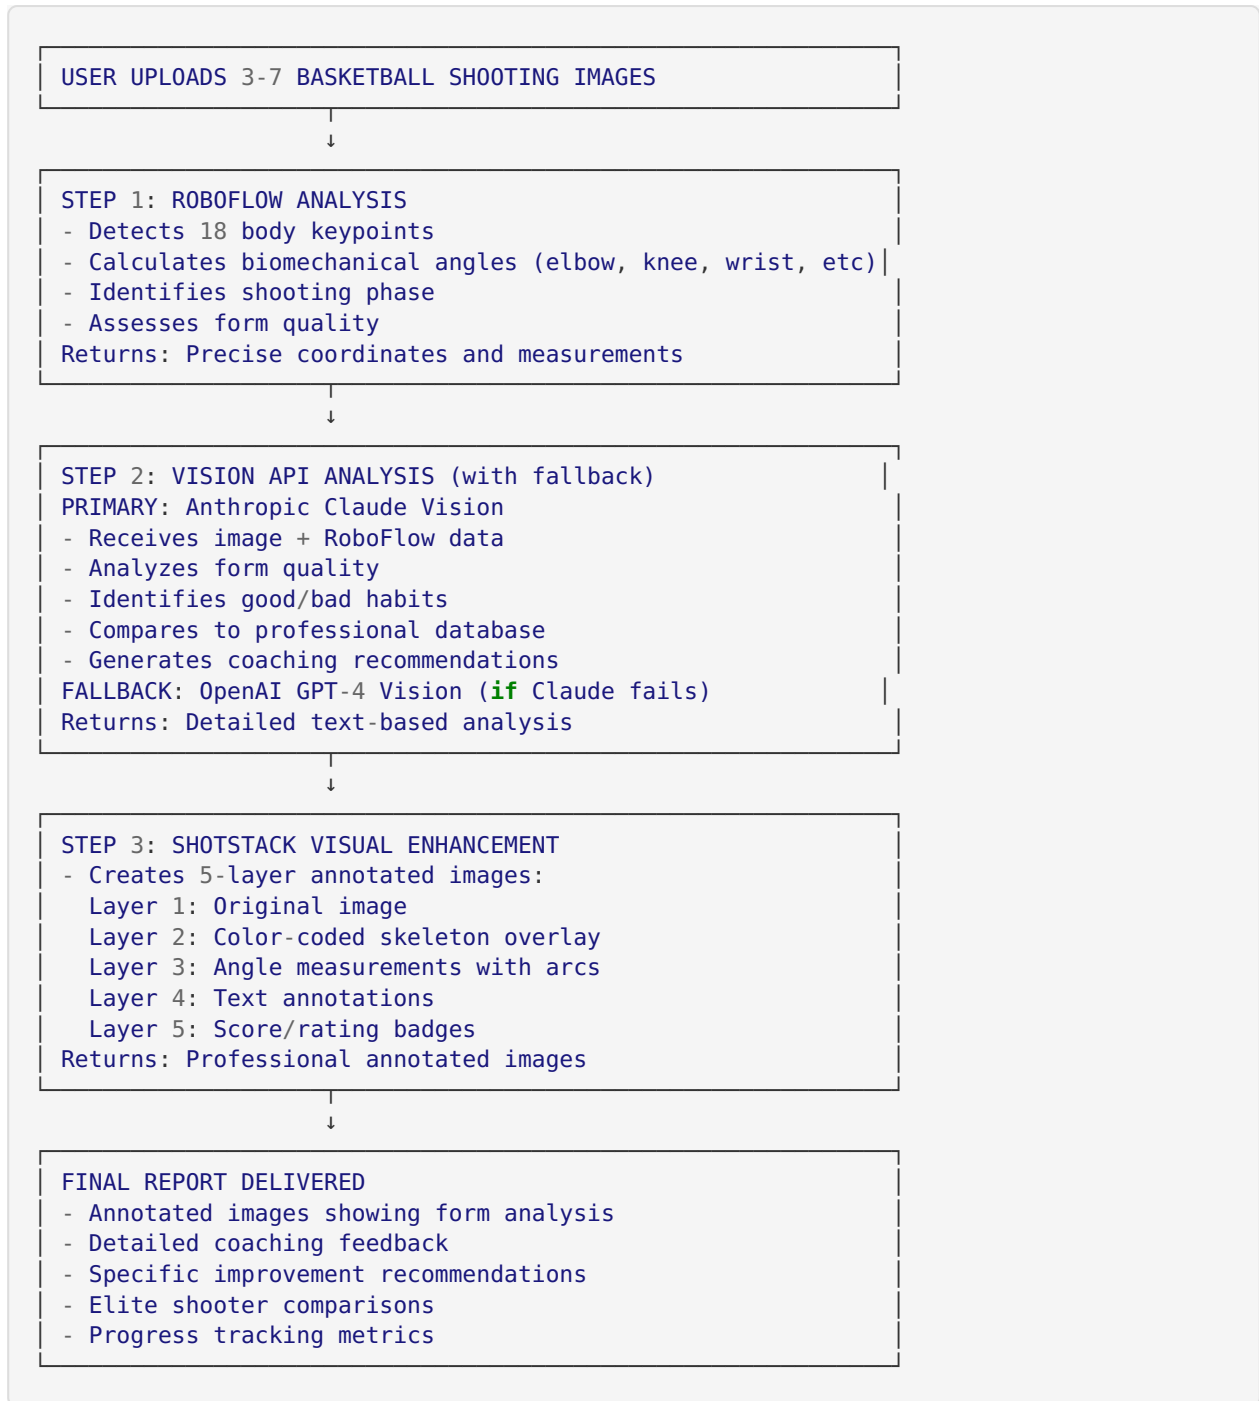 USER UPLOADS 3-7 BASKETBALL SHOOTING IMAGES
↓
STEP 1: ROBOFLOW ANALYSIS
- Detects 18 body keypoints
- Calculates biomechanical angles (elbow, knee, wrist, etc)
- Identifies shooting phase
- Assesses form quality
Returns: Precise coordinates and measurements
↓
STEP 2: VISION API ANALYSIS (with fallback)
PRIMARY: Anthropic Claude Vision
- Receives image + RoboFlow data
- Analyzes form quality
- Identifies good/bad habits
- Compares to professional database
- Generates coaching recommendations
FALLBACK: OpenAI GPT-4 Vision (if Claude fails)
Returns: Detailed text-based analysis
↓
STEP 3: SHOTSTACK VISUAL ENHANCEMENT
- Creates 5-layer annotated images:
Layer 1: Original image
Layer 2: Color-coded skeleton overlay
Layer 3: Angle measurements with arcs
Layer 4: Text annotations
Layer 5: Score/rating badges
Returns: Professional annotated images
↓
FINAL REPORT DELIVERED
- Annotated images showing form analysis
- Detailed coaching feedback
- Specific improvement recommendations
- Elite shooter comparisons
- Progress tracking metrics